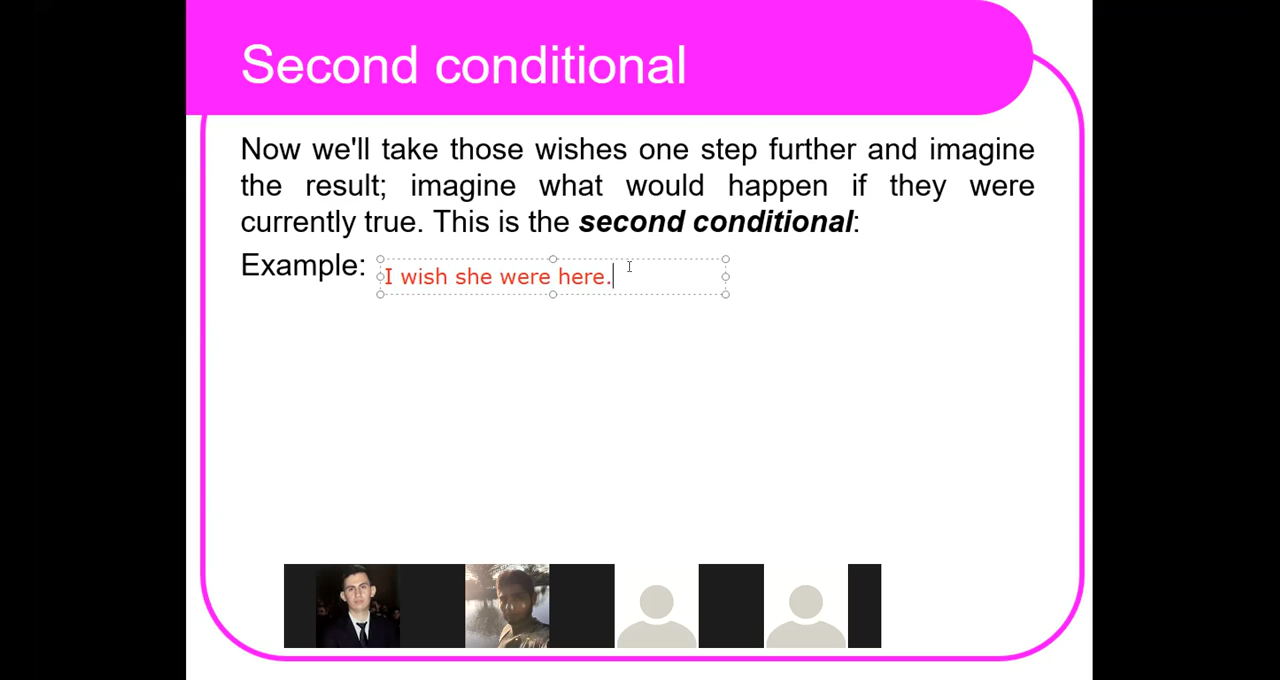 Second conditional
Now we'll take those wishes one step further and imagine
the result; imagine what would happen if they were
currently true. This is the second conditional:
Example: I wish she were here.